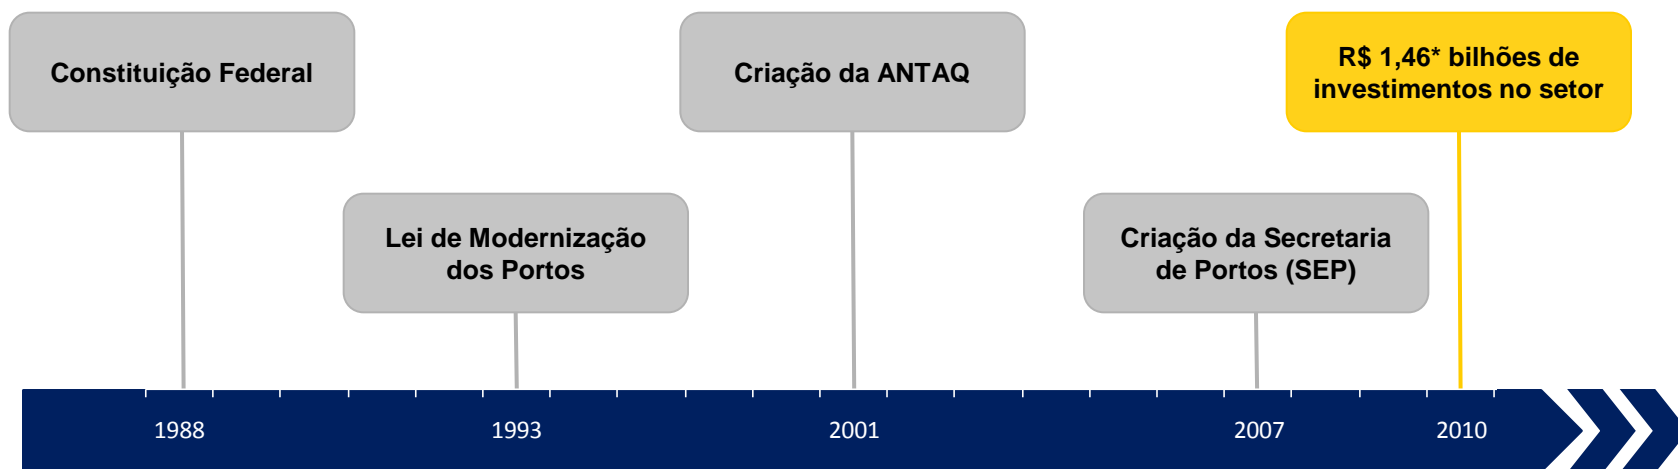 Constituição Federal
Criação da ANTAQ
R$ 1,46* bilhões de
investimentos no setor
Lei de Modernização
dos Portos
Criação da Secretaria
de Portos (SEP)
1988
1993
2001
2007
2010